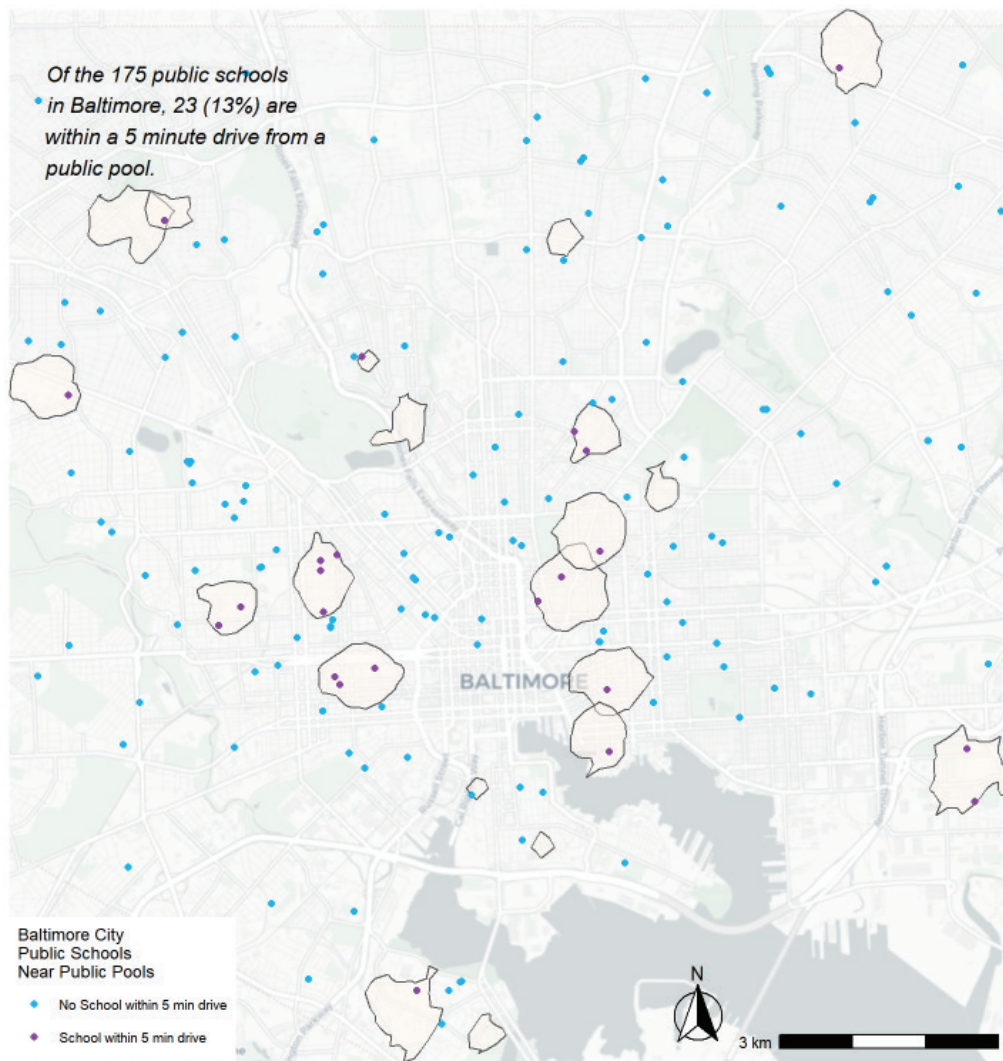 Of the 175 public schools
in Baltimore, 23 (13%) are
within a 5 minute drive from a
public pool.
BALTIMORE
Baltimore City
Public Schools
Near Public Pools
No School within 5 min drive
School within 5 min drive
N
3 km